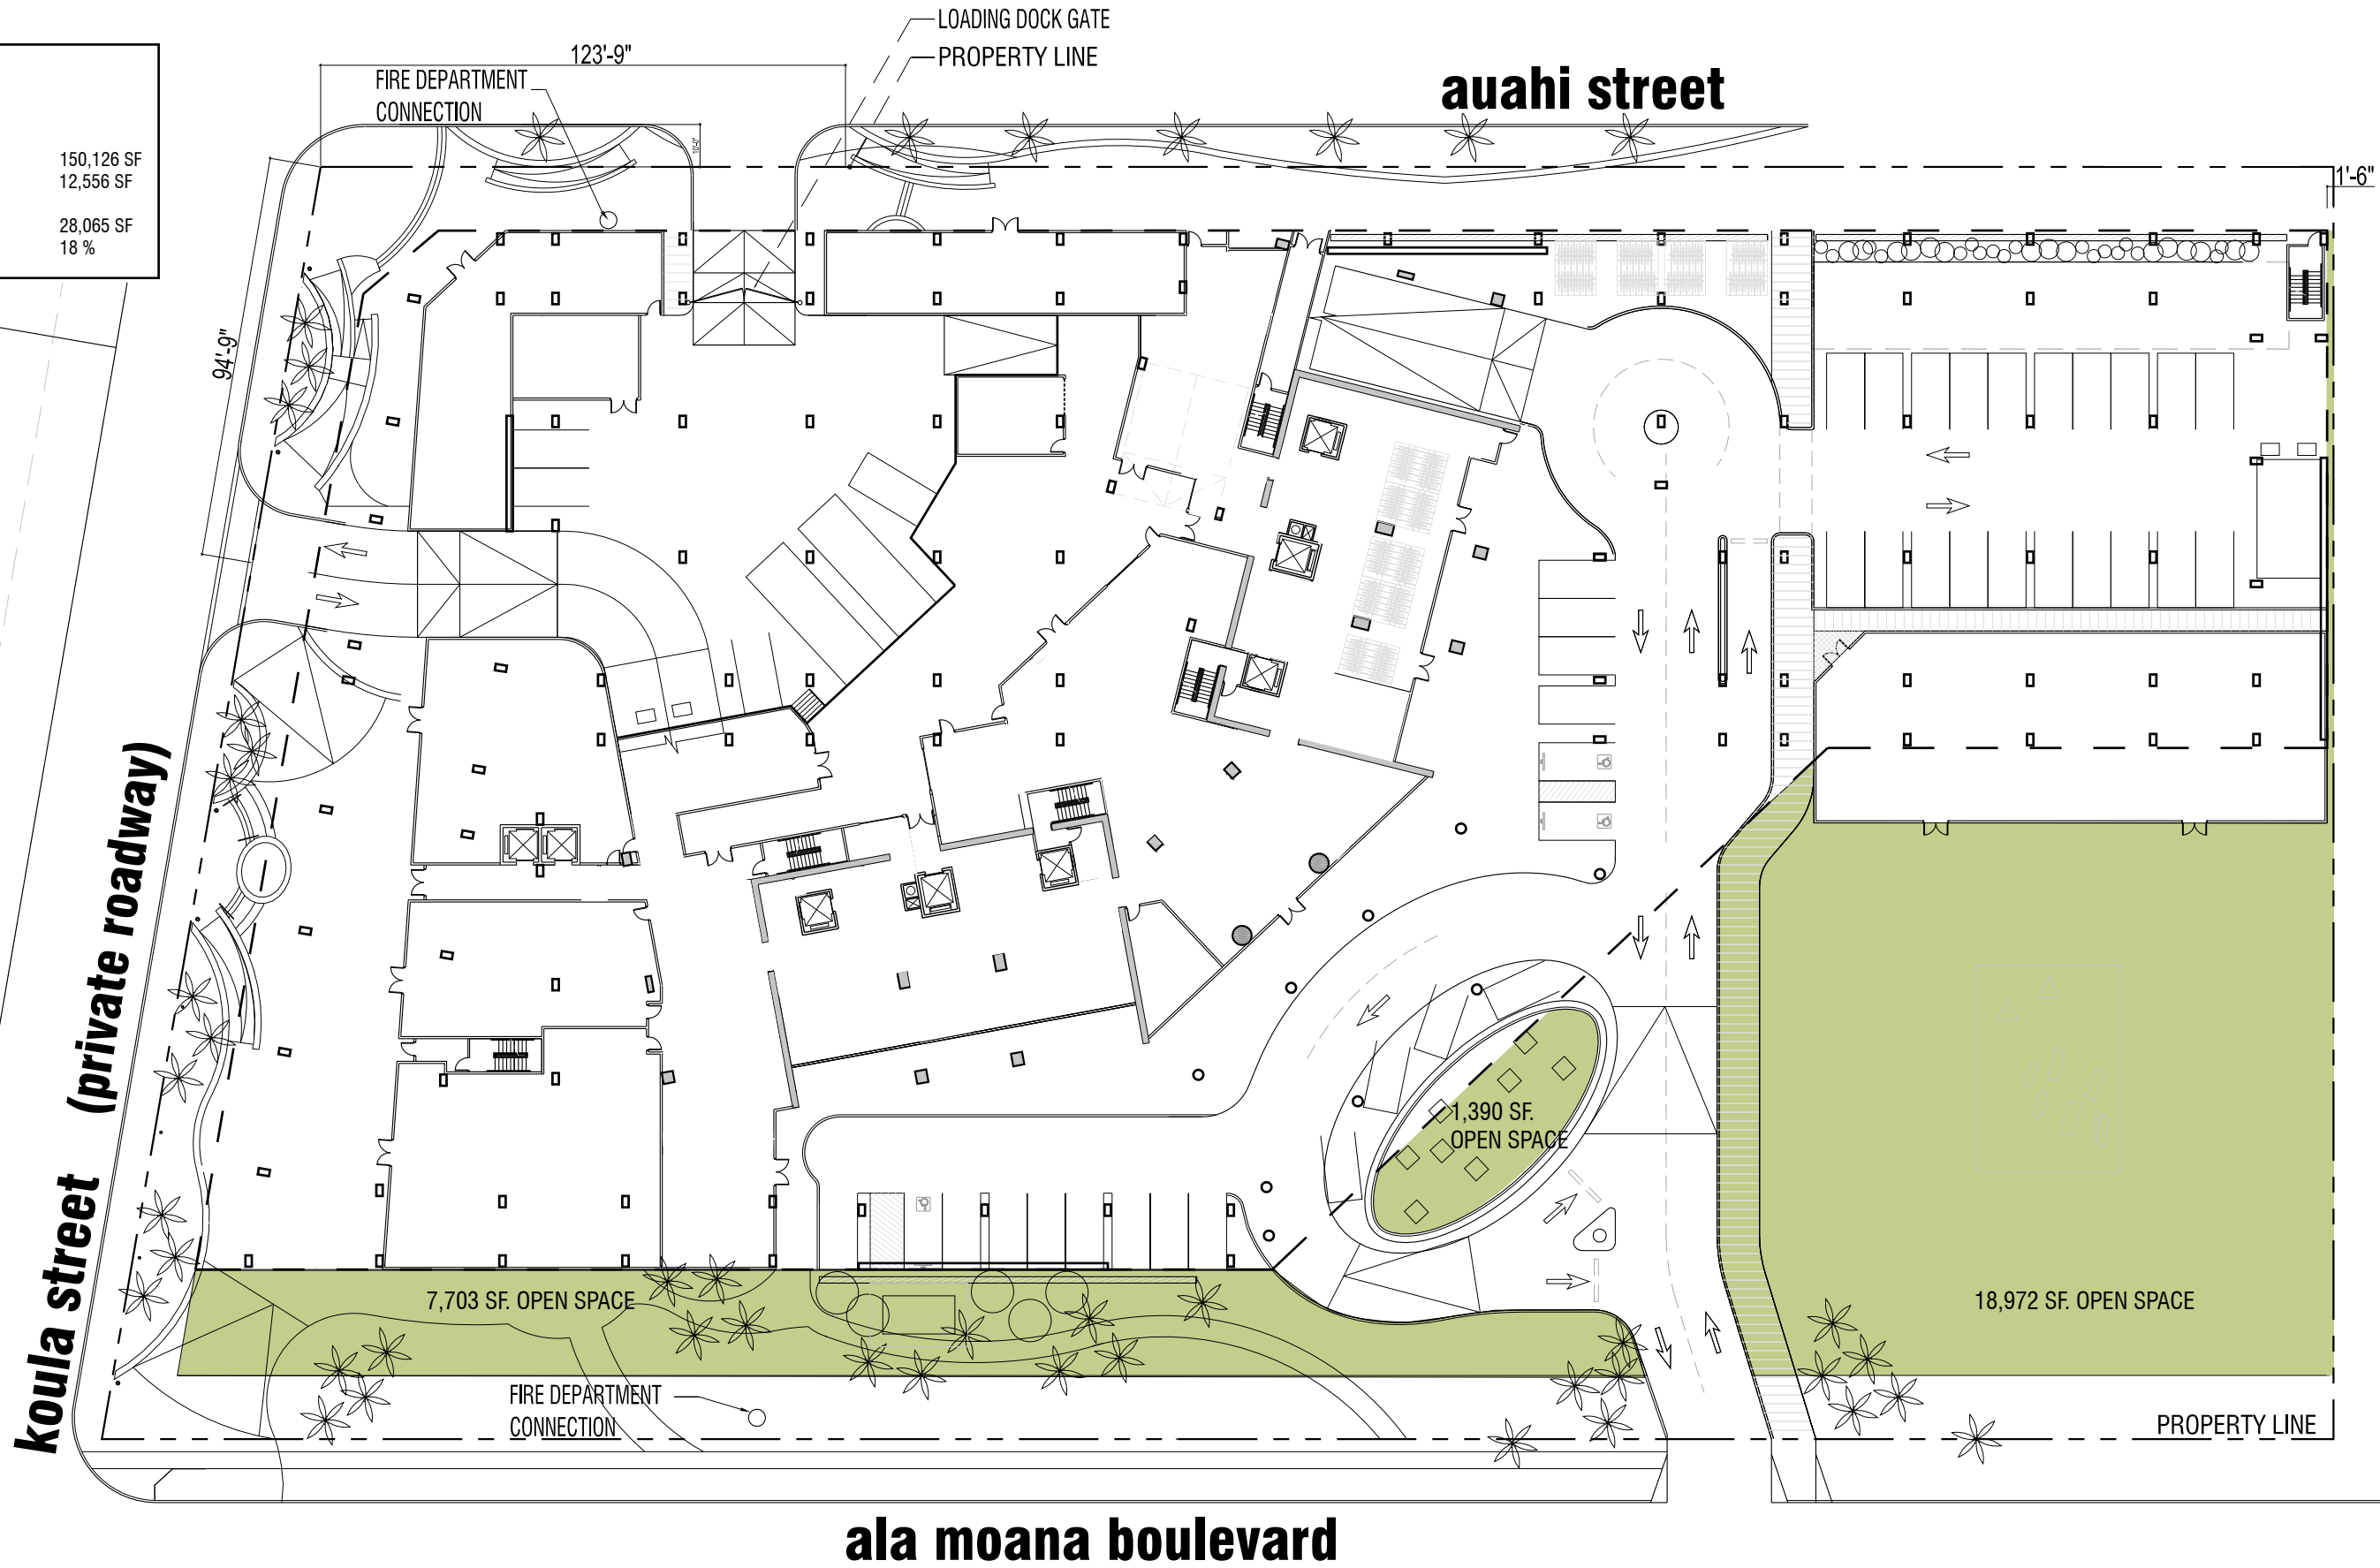 LOADING DOCK GATE
PROPERTY LINE
123'-9"
FIRE DEPARTMENT
CONNECTION
auahi street
10'-0"
150,126 SF
12,556 SF
28,065 SF
18 %
1'-6"
94'-9"
koula street (private roadway)
1,390 SF.
OPEN SPACE
7,703 SF. OPEN SPACE
18,972 SF. OPEN SPACE
FIRE DEPARTMENT
CONNECTION
PROPERTY LINE
ala moana boulevard